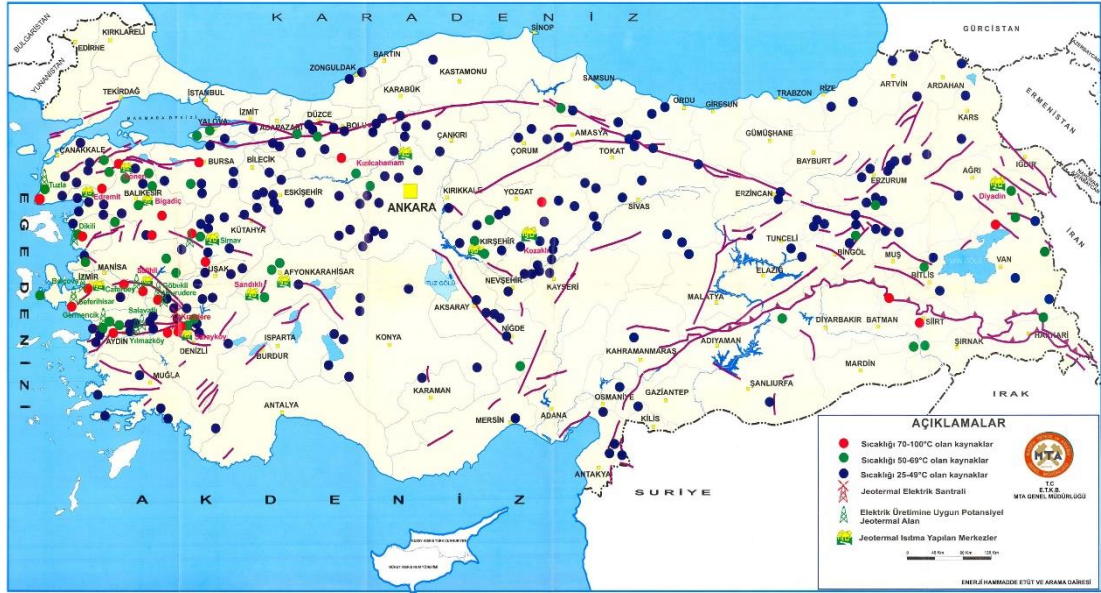 K A R A D E N İ Z
BULGARİSTAN
YUNANİSTAN
GÜRCİSTAN
ERMENİSTAN
İRAN
KIRKLARELİ
EDİRNE
TEKİRDAĞ
İSTANBUL
ZONGULDAK
BARTIN
KASTAMONU
SİNOP
KARABÜK
SAMSUN
ORDU
GİRESUN
TRABZON
RİZE
ARTVİN
ARDAHAN
KARS
YALOVA
İZMİT
ADAPAZARI
DÜZCE
BOLU
ÇANKIRI
ÇORUM
AMASYA
TOKAT
GÜMÜŞHANE
BAYBURT
ERZURUM
AĞRI
IĞDIR
ÇANAKKALE
BURSA
BİLECİK
Kızılcahamam
Tuzla
Gönen
Edremit
BALIKESİR
Bigadiç
ESKİŞEHİR
ANKARA
KIRIKKALE
YOZGAT
SİVAS
ERZİNCAN
Diyadin
E G E D E N İ Z İ
Dikili
KÜTAHYA
Simav
KIRŞEHİR
Kozaklı
TUNCELİ
BİNGÖL
MUŞ
BİTLİS
VAN
MANİSA
İZMİR
Balçova
Seferihisar
Salihli
UŞAK
AFYONKARAHİSAR
Sandıklı
TUZ GÖLÜ
NEVŞEHİR
KAYSERİ
ELAZIĞ
MALATYA
Germencik
Salavatlı
AYDIN
Yılmazköy
Sarayköy
DENİZLİ
ISPARTA
BURDUR
KONYA
AKSARAY
NİĞDE
KAHRAMANMARAŞ
ADIYAMAN
DİYARBAKIR
BATMAN
SİİRT
ŞIRNAK
HAKKARİ
MARDİN
MUĞLA
ANTALYA
KARAMAN
MERSİN
ADANA
OSMANİYE
GAZİANTEP
KİLİS
ŞANLIURFA
ANTAKYA
A K D E N İ Z
SURİYE
IRAK
AÇIKLAMALAR
Sıcaklığı 70-100°C olan kaynaklar
Sıcaklığı 50-69°C olan kaynaklar
Sıcaklığı 25-49°C olan kaynaklar
Jeotermal Elektrik Santrali
Elektrik Üretimine Uygun Potansiyel
Jeotermal Alan
Jeotermal Isıtma Yapılan Merkezler
MTA
T.C
E.T.K.B.
MTA GENEL MÜDÜRLÜĞÜ
ENERJİ HAMMADDE ETÜT VE ARAMA DAİRESİ